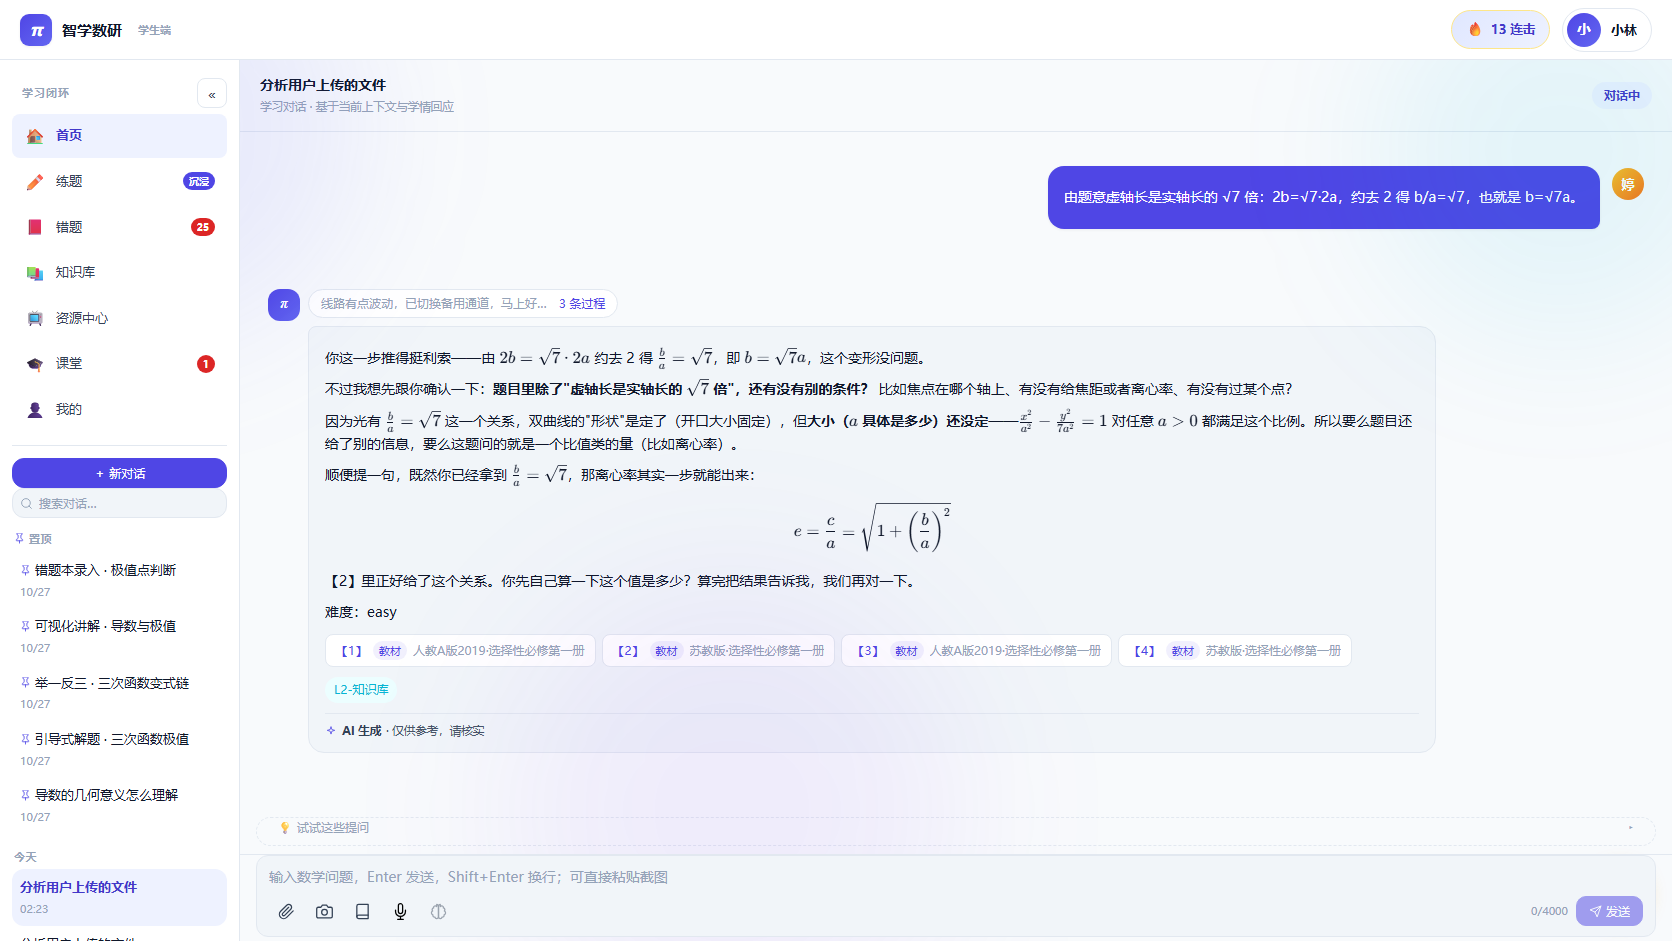 π 智学数研 学生端
13 连击
小 小林
学习闭环 «
首页
练题 沉浸
错题 25
知识库
资源中心
课堂 1
我的
+ 新对话
搜索对话...
置顶
错题本录入 · 极值点判断
10/27
可视化讲解 · 导数与极值
10/27
举一反三 · 三次函数变式链
10/27
引导式解题 · 三次函数极值
10/27
导数的几何意义怎么理解
10/27
今天
分析用户上传的文件
02:23
分析用户上传的文件
分析用户上传的文件
学习对话 · 基于当前上下文与学情回应
对话中
由题意虚轴长是实轴长的 √7 倍：2b=√7·2a，约去 2 得 b/a=√7，也就是 b=√7a。
婷
π
线路有点波动，已切换备用通道，马上好... 3 条过程
你这一步推得挺利索——由 2b = √7 · 2a 约去 2 得 b/a = √7，即 b = √7a，这个变形没问题。
不过我想先跟你确认一下：题目里除了"虚轴长是实轴长的 √7 倍"，还有没有别的条件？ 比如焦点在哪个轴上、有没有给焦距或者离心率、有没有过某个点？
因为光有 b/a = √7 这一个关系，双曲线的"形状"是定了（开口大小固定），但大小（a 具体是多少）还没定——x²/a² − y²/7a² = 1 对任意 a > 0 都满足这个比例。所以要么题目还
给了别的信息，要么这题问的就是一个比值类的量（比如离心率）。
顺便提一句，既然你已经拿到 b/a = √7，那离心率其实一步就能出来：
e = c/a = √(1 + (b/a)²)
【2】里正好给了这个关系。你先自己算一下这个值是多少？算完把结果告诉我，我们再对一下。
难度：easy
【1】 教材 人教A版2019·选择性必修第一册
【2】 教材 苏教版·选择性必修第一册
【3】 教材 人教A版2019·选择性必修第一册
【4】 教材 苏教版·选择性必修第一册
L2-知识库
AI 生成 · 仅供参考，请核实
试试这些提问
输入数学问题，Enter 发送，Shift+Enter 换行；可直接粘贴截图
0/4000 发送